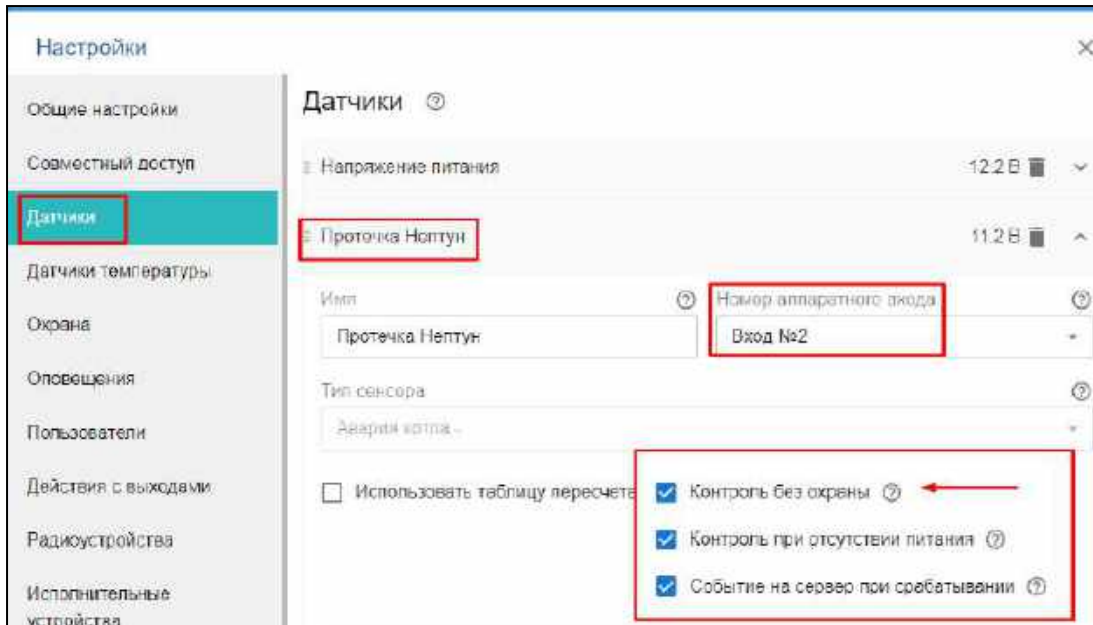 Настройки
Общие настройки
Совместный доступ
Датчики
Датчики температуры
Охрана
Оповещения
Пользователи
Действия с выходами
Радиоустройства
Исполнительные
устройства
Датчики
Напряжение питания 12.2 В
Протечка Нептун 11.2 В
Имя
Протечка Нептун
Номер аппаратного входа
Вход №2
Тип сенсора
Авария котла -
Использовать таблицу пересчета
Контроль без охраны
Контроль при отсутствии питания
Событие на сервер при срабатывании